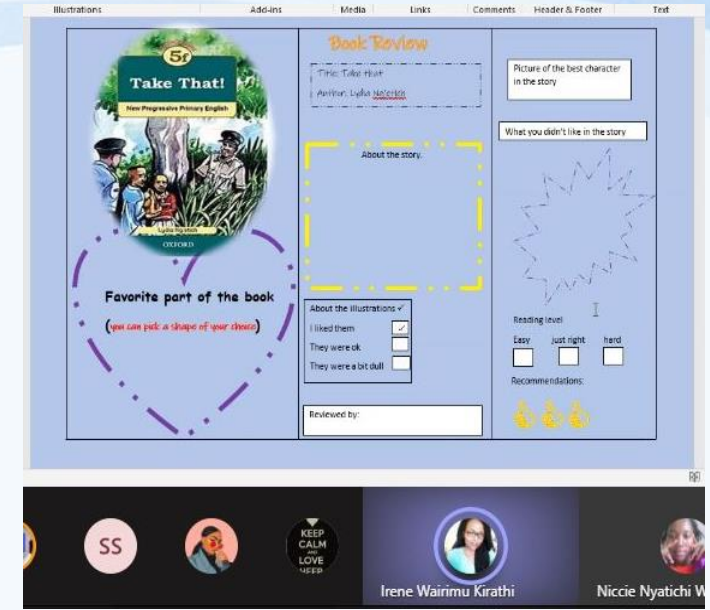 Illustrations Add-ins Media Links Comments Header & Footer Text
5f
Take That!
New Progressive Primary English
OXFORD
Favorite part of the book
(you can pick a shape of your choice)
Book Review
Title: Take that
Author: Lydia
About the story.
About the illustrations ✓
I liked them ✓
They were ok
They were a bit dull
Reviewed by:
Picture of the best character
in the story
What you didn't like in the story
Reading level
Easy just right hard
Recommendations:
SS
KEEP
CALM
AND
LOVE
Irene Wairimu Kirathi
Niccie Nyatichi W